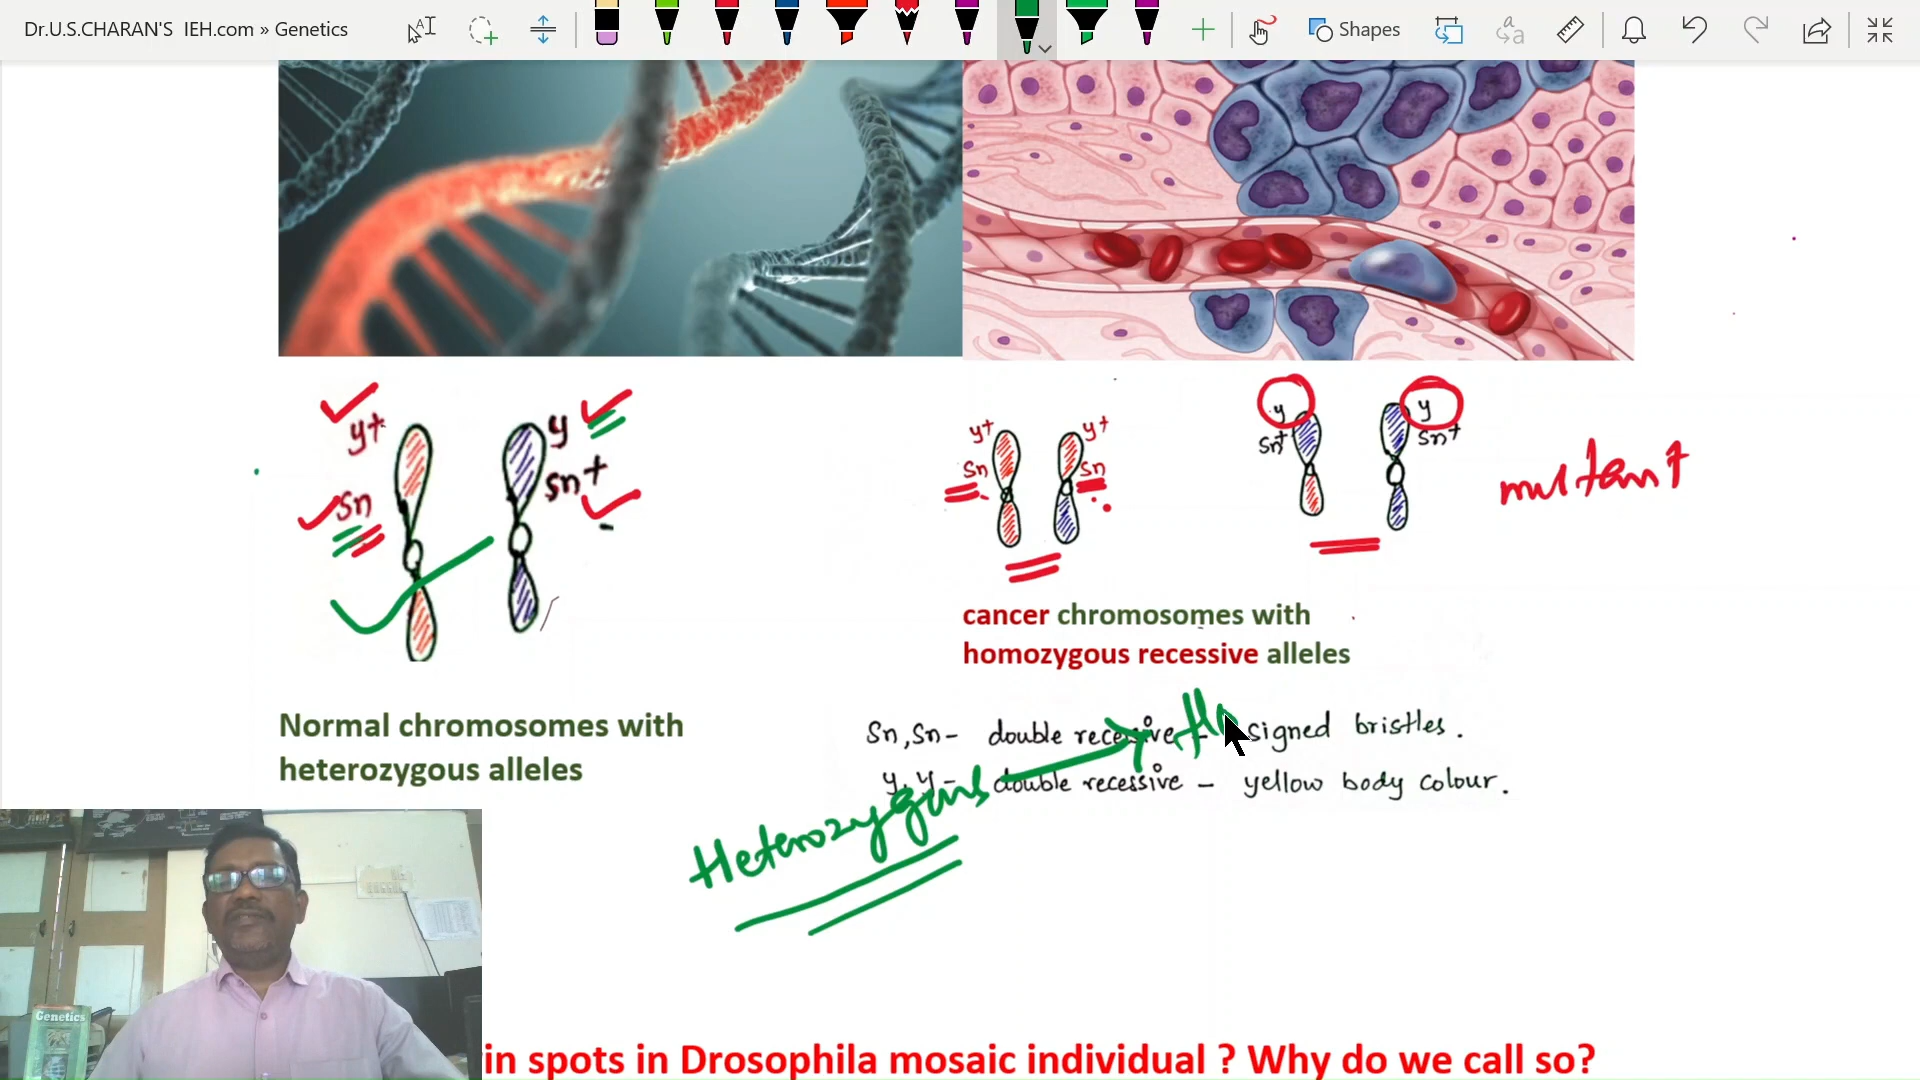 Dr.U.S.CHARAN'S IEH.com » Genetics
Shapes
y+
y
sn
sn+
y+
y+
sn
sn
y
y
sn+
sn+
mutant
cancer chromosomes with
homozygous recessive alleles
Normal chromosomes with
heterozygous alleles
Sn, Sn- double recessive - signed bristles.
y, y - double recessive - yellow body colour.
Heterozygous
Genetics
in spots in Drosophila mosaic individual ? Why do we call so?